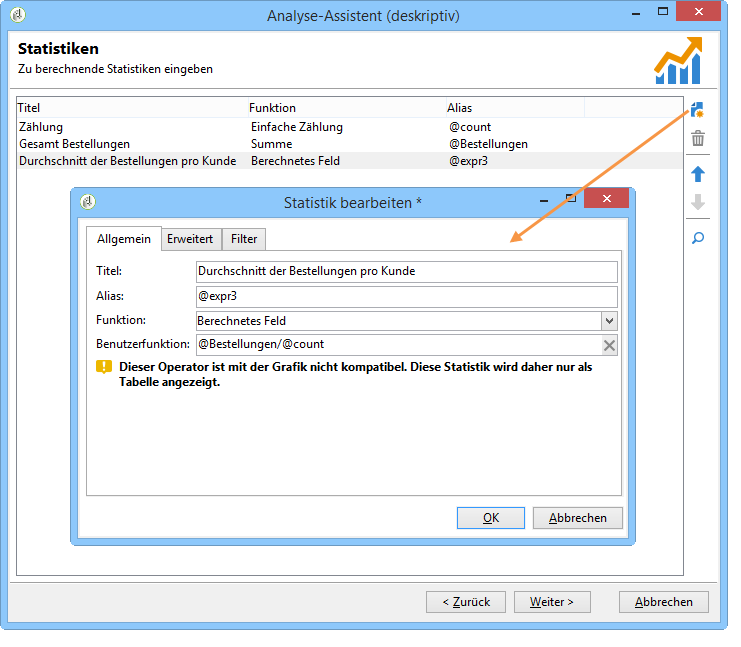 Analyse-Assistent (deskriptiv)
Statistiken
Zu berechnende Statistiken eingeben
Titel Funktion Alias
Zählung Einfache Zählung @count
Gesamt Bestellungen Summe @Bestellungen
Durchschnitt der Bestellungen pro Kunde Berechnetes Feld @expr3
Statistik bearbeiten *
Allgemein Erweitert Filter
Titel: Durchschnitt der Bestellungen pro Kunde
Alias: @expr3
Funktion: Berechnetes Feld
Benutzerfunktion: @Bestellungen/@count
Dieser Operator ist mit der Grafik nicht kompatibel. Diese Statistik wird daher nur als
Tabelle angezeigt.
OK Abbrechen
< Zurück Weiter > Abbrechen